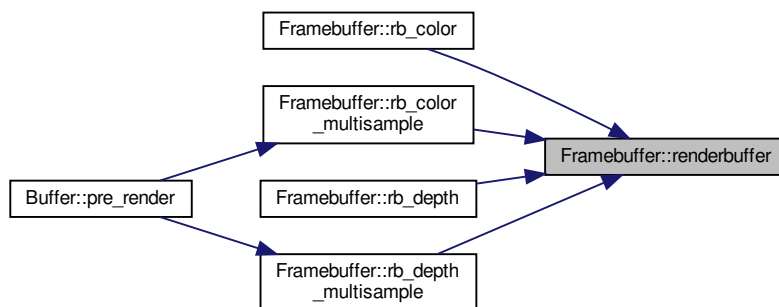 Framebuffer::rb_color
Framebuffer::rb_color
_multisample
Framebuffer::renderbuffer
Buffer::pre_render
Framebuffer::rb_depth
Framebuffer::rb_depth
_multisample